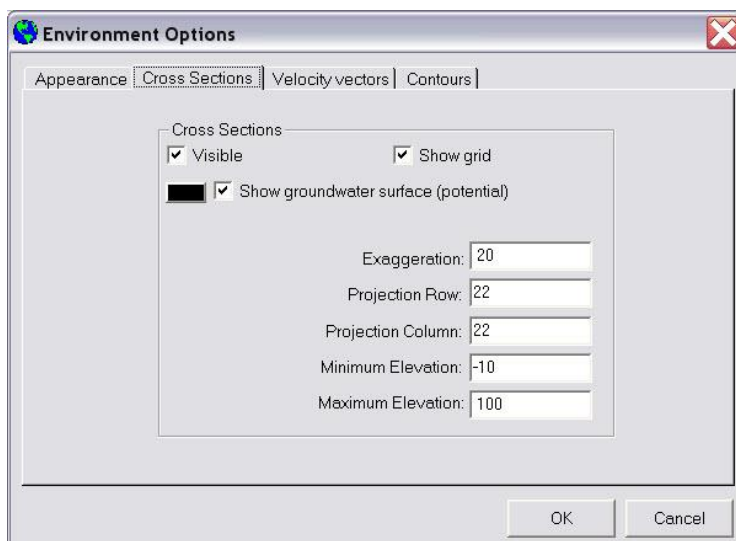 Environment Options
Appearance Cross Sections Velocity vectors Contours
Cross Sections
Visible Show grid
Show groundwater surface (potential)
Exaggeration: 20
Projection Row: 22
Projection Column: 22
Minimum Elevation: -10
Maximum Elevation: 100
OK Cancel